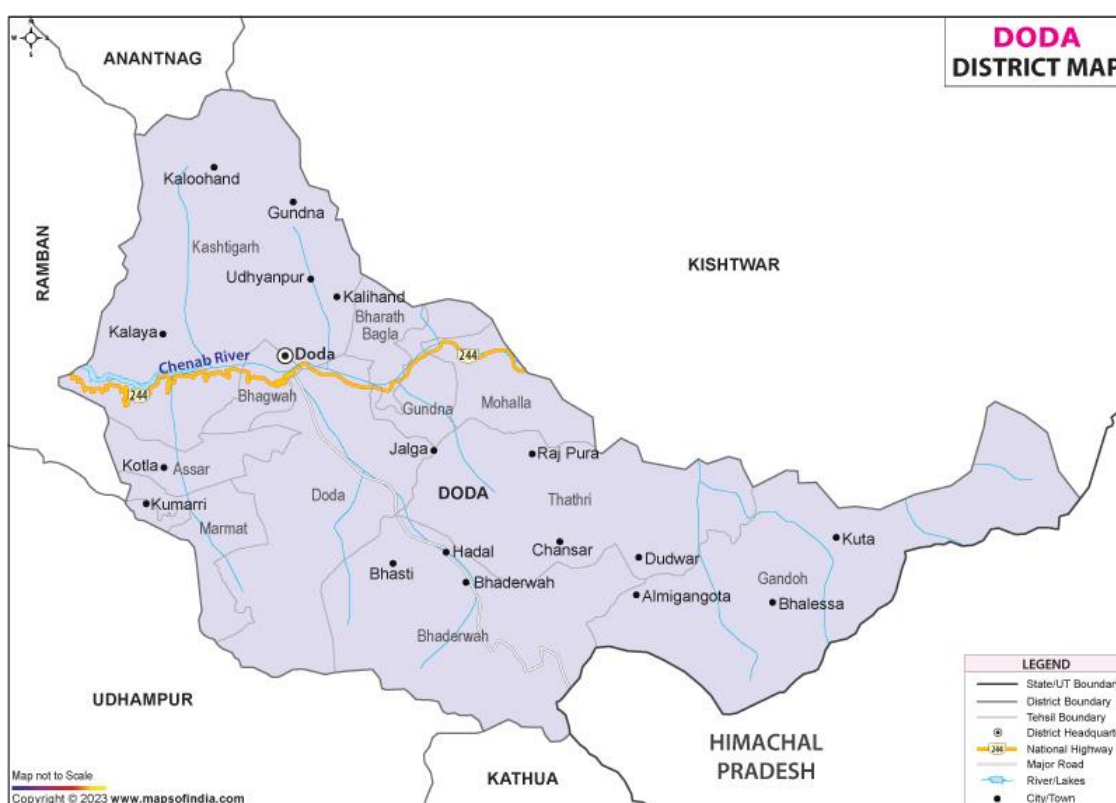 DODA
DISTRICT MAP
W
S
ANANTNAG
RAMBAN
KISHTWAR
Kaloohand
Gundna
Kashtigarh
Udhyanpur
Kalihand
Bharath
Bagla
Kalaya
Chenab River
Doda
244
244
Bhagwah
Gundna
Mohalla
Jalga
Raj Pura
Kotla
Assar
Doda
DODA
Thathri
Kumarri
Marmat
Hadal
Chansar
Dudwar
Kuta
Bhasti
Bhaderwah
Gandoh
Almigangota
Bhalessa
Bhaderwah
UDHAMPUR
HIMACHAL
PRADESH
KATHUA
LEGEND
State/UT Boundar
District Boundary
Tehsil Boundary
District Headquarte
244 National Highway
Major Road
River/Lakes
City/Town
Map not to Scale
Copyright © 2023 www.mapsofindia.com